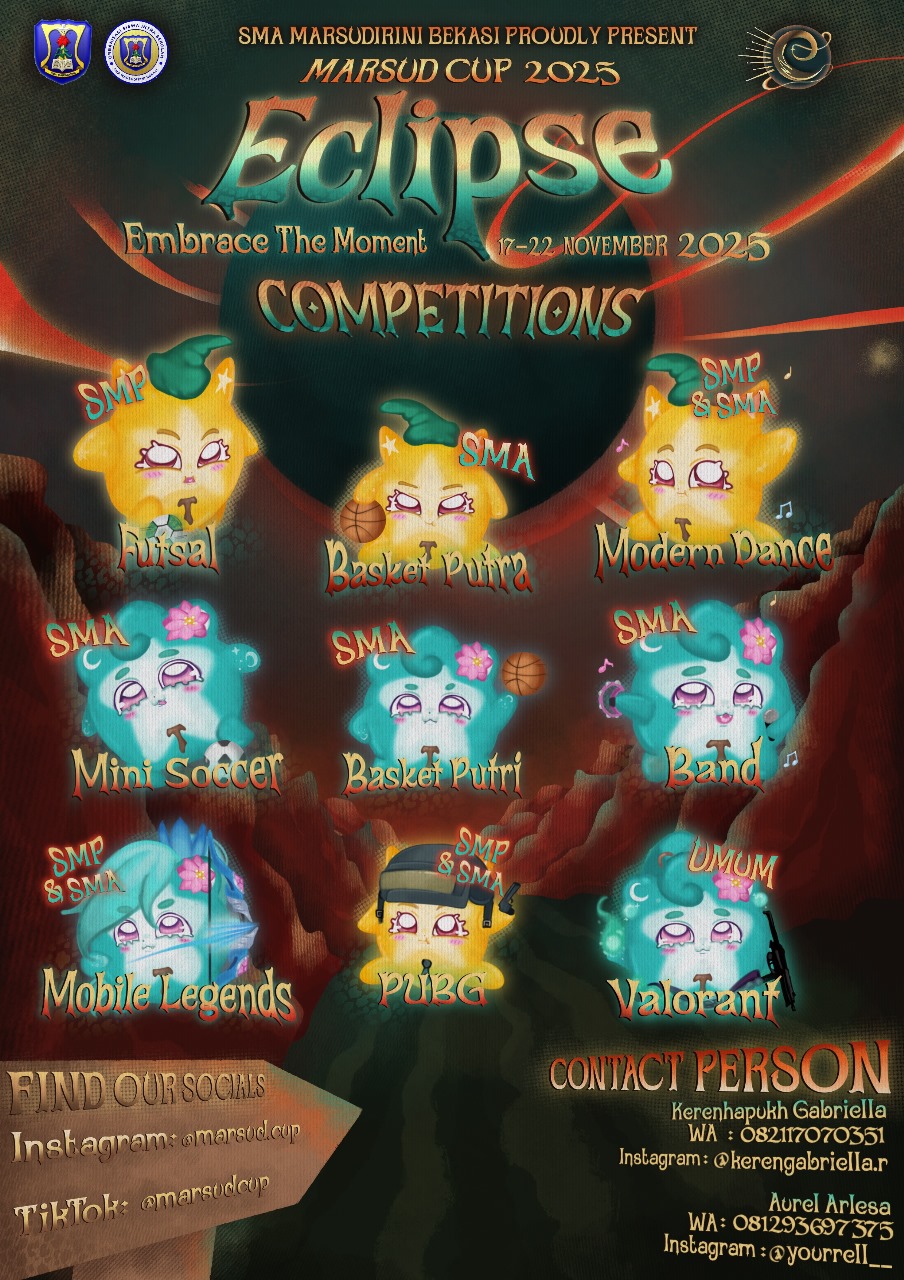 SMA MARSUDIRINI BEKASI PROUDLY PRESENT
MARSUD CUP 2025
Eclipse
Embrace The Moment
17-22 NOVEMBER 2025
COMPETITIONS
SMP
Futsal
SMA
Basket Putra
SMP
& SMA
Modern Dance
SMA
Mini Soccer
SMA
Basket Putri
SMA
Band
SMP
& SMA
Mobile Legends
SMP
& SMA
PUBG
UMUM
Valorant
FIND OUR SOCIALS
Instagram: @marsud.cup
TikTok: @marsudcup
CONTACT PERSON
Kerenhapukh Gabriella
WA : 082117070351
Instagram: @kerengabriella.r
Aurel Arlesa
WA: 081293697375
Instagram : @yourrell__